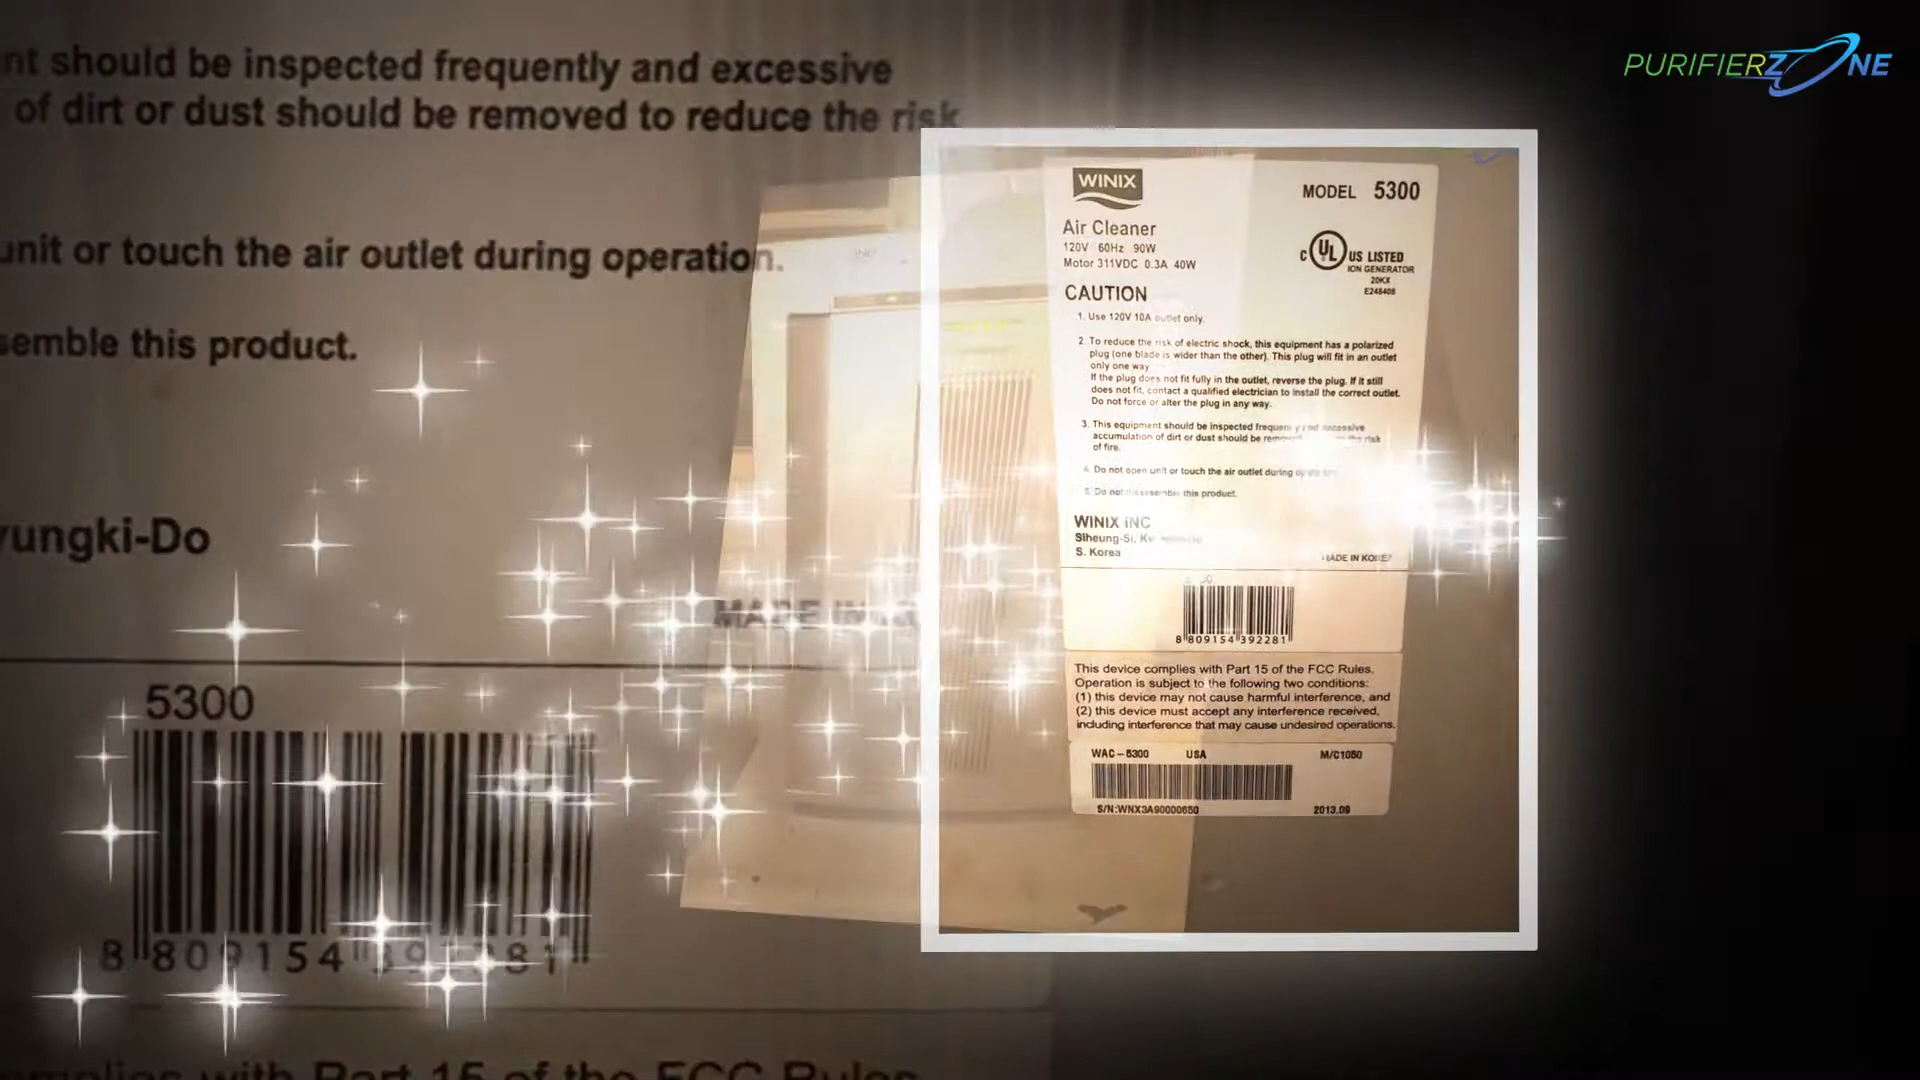 nt should be inspected frequently and excessive
of dirt or dust should be removed to reduce the risk
unit or touch the air outlet during operation.
semble this product.
yungki-Do
MADE IN
5300
8 809154 81
mplies with Part 15 of the FCC Rules
PURIFIERZONE
WINIX
MODEL 5300
Air Cleaner
120V 60Hz 90W
Motor 311VDC 0.3A 40W
C UL US LISTED
ION GENERATOR
20KX
E248408
CAUTION
1. Use 120V 10A outlet only.
2. To reduce the risk of electric shock, this equipment has a polarized
plug (one blade is wider than the other). This plug will fit in an outlet
only one way
If the plug does not fit fully in the outlet, reverse the plug. If it still
does not fit, contact a qualified electrician to install the correct outlet.
Do not force or alter the plug in any way.
3. This equipment should be inspected frequently and excessive
accumulation of dirt or dust should be the risk
of fire.
4. Do not open unit or touch the air outlet during
5. Do not disassemble this product.
WINIX INC
Siheung-Si,
S. Korea
MADE IN KOREA
8 809154 392281
This device complies with Part 15 of the FCC Rules.
Operation is subject to the following two conditions:
(1) this device may not cause harmful interference, and
(2) this device must accept any interference received,
including interference that may cause undesired operations.
WAC-5300 USA M/C1050
S/N:WNX3A90000650 2013.09